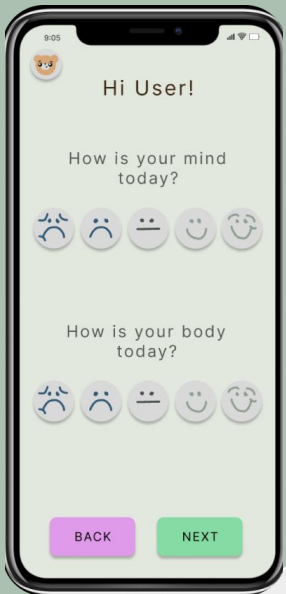 9:05
Hi User!
How is your mind
today?
How is your body
today?
BACK
NEXT